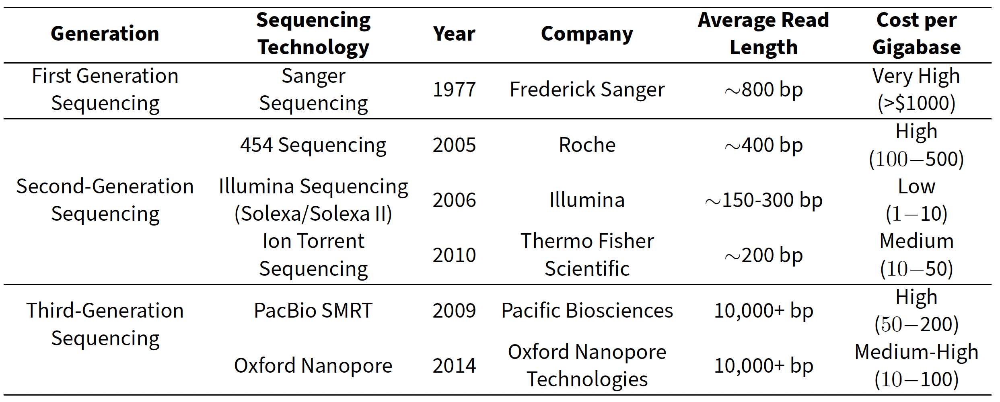 Generation Sequencing Technology Year Company Average Read Length Cost per Gigabase
First Generation Sequencing Sanger Sequencing 1977 Frederick Sanger ~800 bp Very High (>$1000)
Second-Generation Sequencing 454 Sequencing 2005 Roche ~400 bp High (100−500)
Illumina Sequencing (Solexa/Solexa II) 2006 Illumina ~150-300 bp Low (1−10)
Ion Torrent Sequencing 2010 Thermo Fisher Scientific ~200 bp Medium (10−50)
Third-Generation Sequencing PacBio SMRT 2009 Pacific Biosciences 10,000+ bp High (50−200)
Oxford Nanopore 2014 Oxford Nanopore Technologies 10,000+ bp Medium-High (10−100)